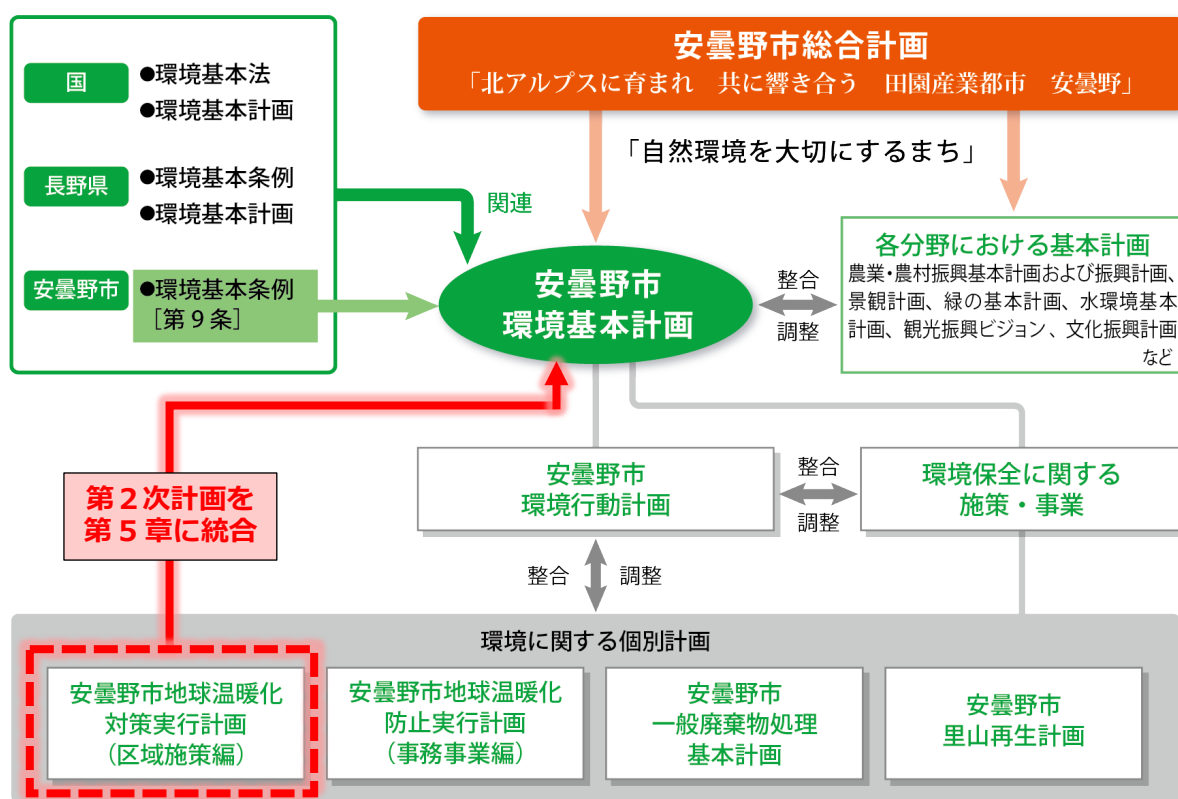 国
●環境基本法
●環境基本計画
長野県
●環境基本条例
●環境基本計画
安曇野市
●環境基本条例
［第９条］
安曇野市総合計画
「北アルプスに育まれ　共に響き合う　田園産業都市　安曇野」
「自然環境を大切にするまち」
関連
安曇野市
環境基本計画
整合
調整
各分野における基本計画
農業・農村振興基本計画および振興計画、
景観計画、緑の基本計画、水環境基本
計画、観光振興ビジョン、文化振興計画
など
第２次計画を
第５章に統合
安曇野市
環境行動計画
整合
調整
環境保全に関する
施策・事業
整合
調整
環境に関する個別計画
安曇野市地球温暖化
対策実行計画
（区域施策編）
安曇野市地球温暖化
防止実行計画
（事務事業編）
安曇野市
一般廃棄物処理
基本計画
安曇野市
里山再生計画